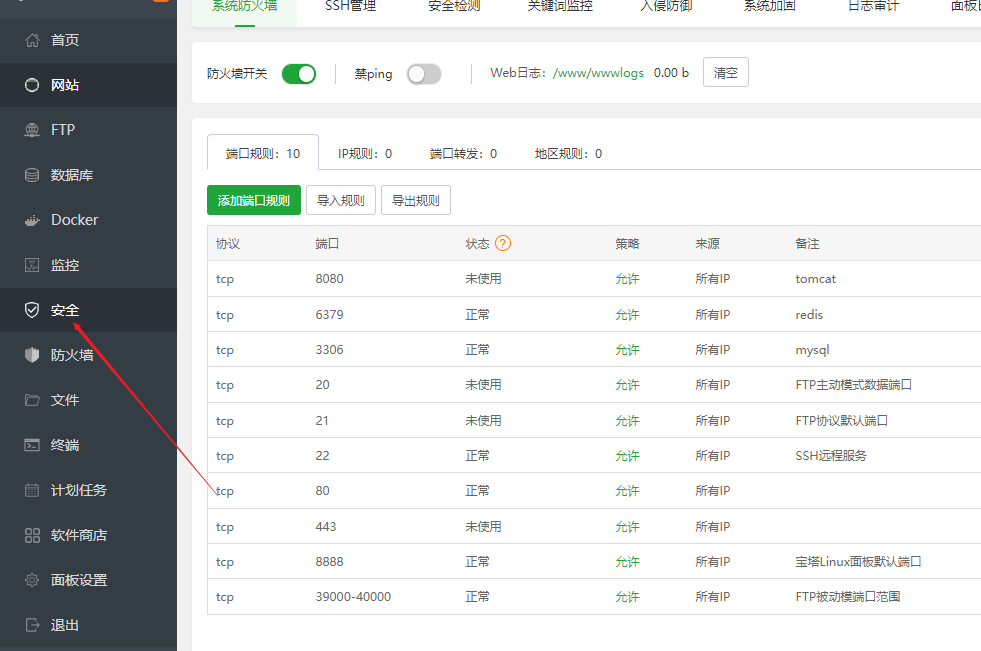 系统防火墙 SSH管理 安全检测 关键词监控 入侵防御 系统加固 日志审计
首页
网站
FTP
数据库
Docker
监控
安全
防火墙
文件
终端
计划任务
软件商店
面板设置
退出
防火墙开关 禁ping Web日志: /www/wwwlogs 0.00 b 清空
端口规则: 10 IP规则: 0 端口转发: 0 地区规则: 0
添加端口规则 导入规则 导出规则
协议 端口 状态 ? 策略 来源 备注
tcp 8080 未使用 允许 所有IP tomcat
tcp 6379 正常 允许 所有IP redis
tcp 3306 正常 允许 所有IP mysql
tcp 20 未使用 允许 所有IP FTP主动模式数据端口
tcp 21 未使用 允许 所有IP FTP协议默认端口
tcp 22 正常 允许 所有IP SSH远程服务
tcp 80 正常 允许 所有IP
tcp 443 未使用 允许 所有IP
tcp 8888 正常 允许 所有IP 宝塔Linux面板默认端口
tcp 39000-40000 正常 允许 所有IP FTP被动模端口范围